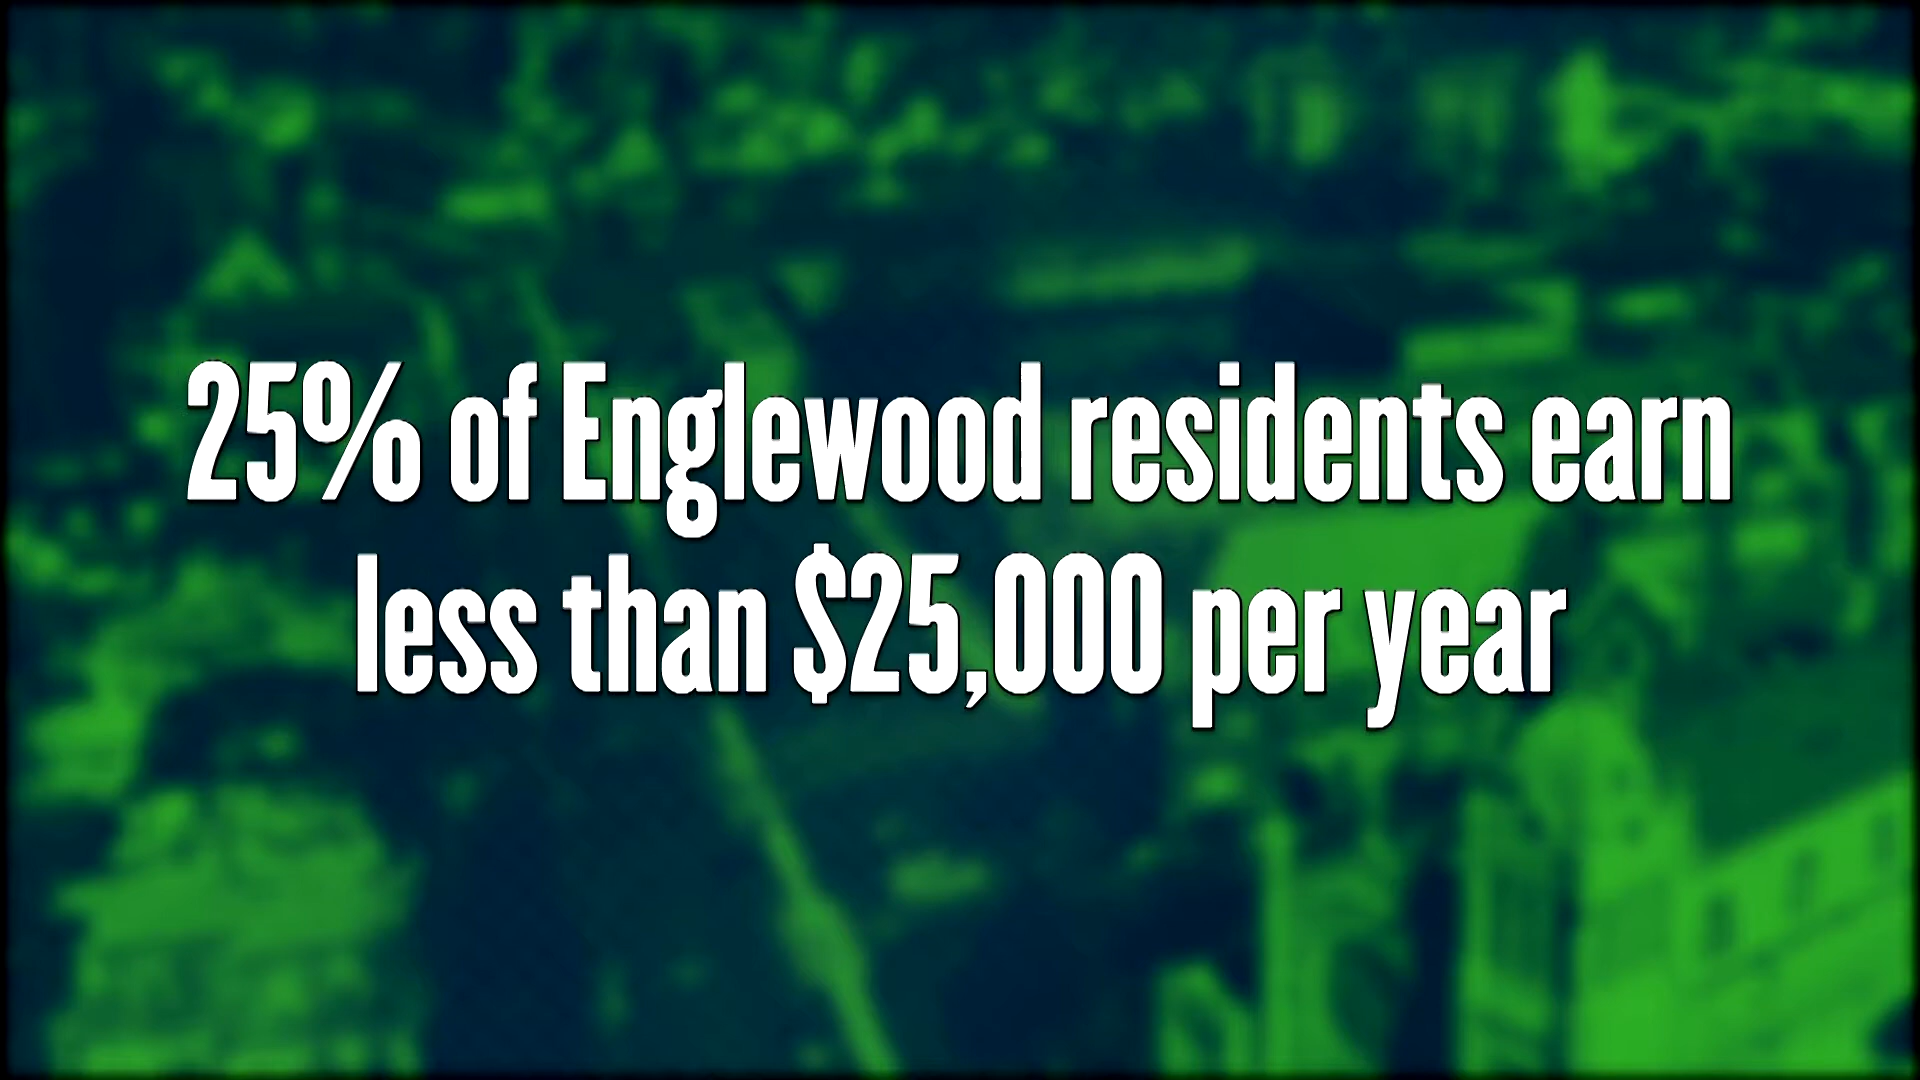 25% of Englewood residents earn
less than $25,000 per year